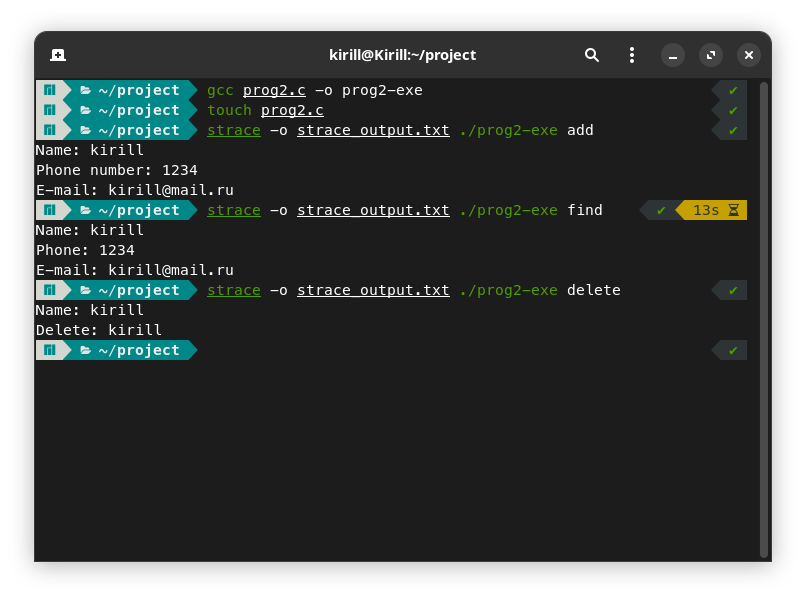 kirill@Kirill:~/project
~/project gcc prog2.c -o prog2-exe ✔
~/project touch prog2.c ✔
~/project strace -o strace_output.txt ./prog2-exe add ✔
Name: kirill
Phone number: 1234
E-mail: kirill@mail.ru
~/project strace -o strace_output.txt ./prog2-exe find ✔ 13s
Name: kirill
Phone: 1234
E-mail: kirill@mail.ru
~/project strace -o strace_output.txt ./prog2-exe delete ✔
Name: kirill
Delete: kirill
~/project ✔